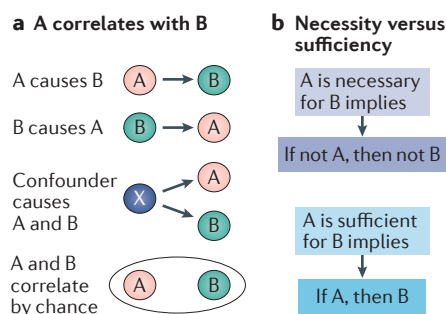 a A correlates with B
A causes B
A
B
B causes A
B
A
Confounder
causes
A and B
X
A
B
A and B
correlate
by chance
A
B
b Necessity versus
sufficiency
A is necessary
for B implies
If not A, then not B
A is sufficient
for B implies
If A, then B